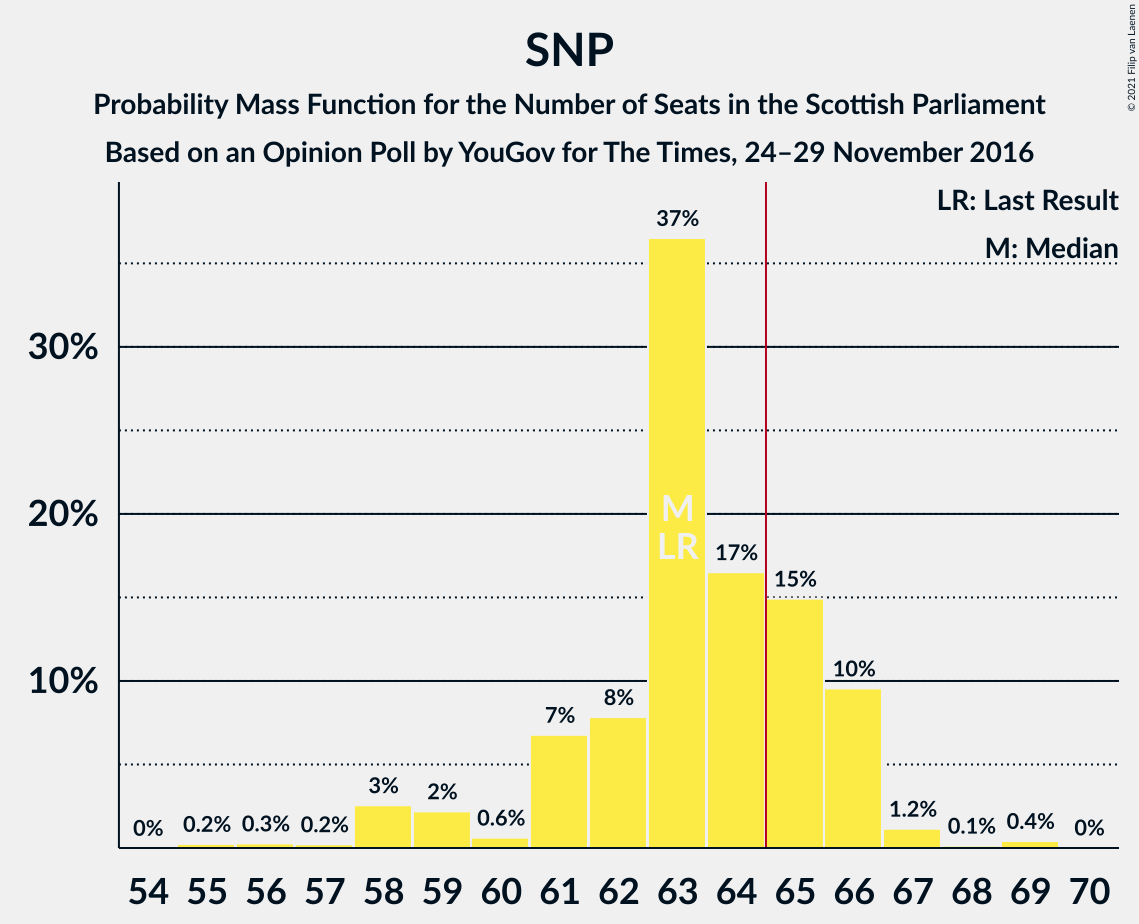 SNP
Probability Mass Function for the Number of Seats in the Scottish Parliament
Based on an Opinion Poll by YouGov for The Times, 24–29 November 2016
© 2021 Filip van Laenen
LR: Last Result
M: Median
30%
20%
10%
0%
0.2%
0.3%
0.2%
3%
2%
0.6%
7%
8%
37%
17%
15%
10%
1.2%
0.1%
0.4%
0%
M
LR
54 55 56 57 58 59 60 61 62 63 64 65 66 67 68 69 70